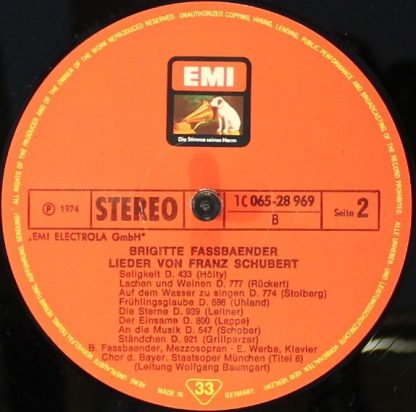 ALL RIGHTS OF THE PRODUCER AND OF THE OWNER OF THE WORK REPRODUCED RESERVED. UNAUTHORIZED COPYING, HIRING, LENDING, PUBLIC PERFORMANCE AND BROADCASTING OF THE RECORD PROHIBITED.
EMI
Die Stimme seines Herrn
Ⓟ 1974
STEREO
1C 065-28 969
B
Seite 2
„EMI ELECTROLA GmbH"
BRIGITTE FASSBAENDER
LIEDER VON FRANZ SCHUBERT
Seligkeit D. 433 (Hölty)
Lachen und Weinen D. 777 (Rückert)
Auf dem Wasser zu singen D. 774 (Stolberg)
Frühlingsglaube D. 686 (Uhland)
Die Sterne D. 939 (Leitner)
Der Einsame D. 800 (Lappe)
An die Musik D. 547 (Schober)
Ständchen D. 921 (Grillparzer)
B. Fassbaender, Mezzosopran - E. Werba, Klavier
Chor d. Bayer. Staatsoper München (Titel 8)
(Leitung Wolfgang Baumgart)
MADE IN
33
GERMANY